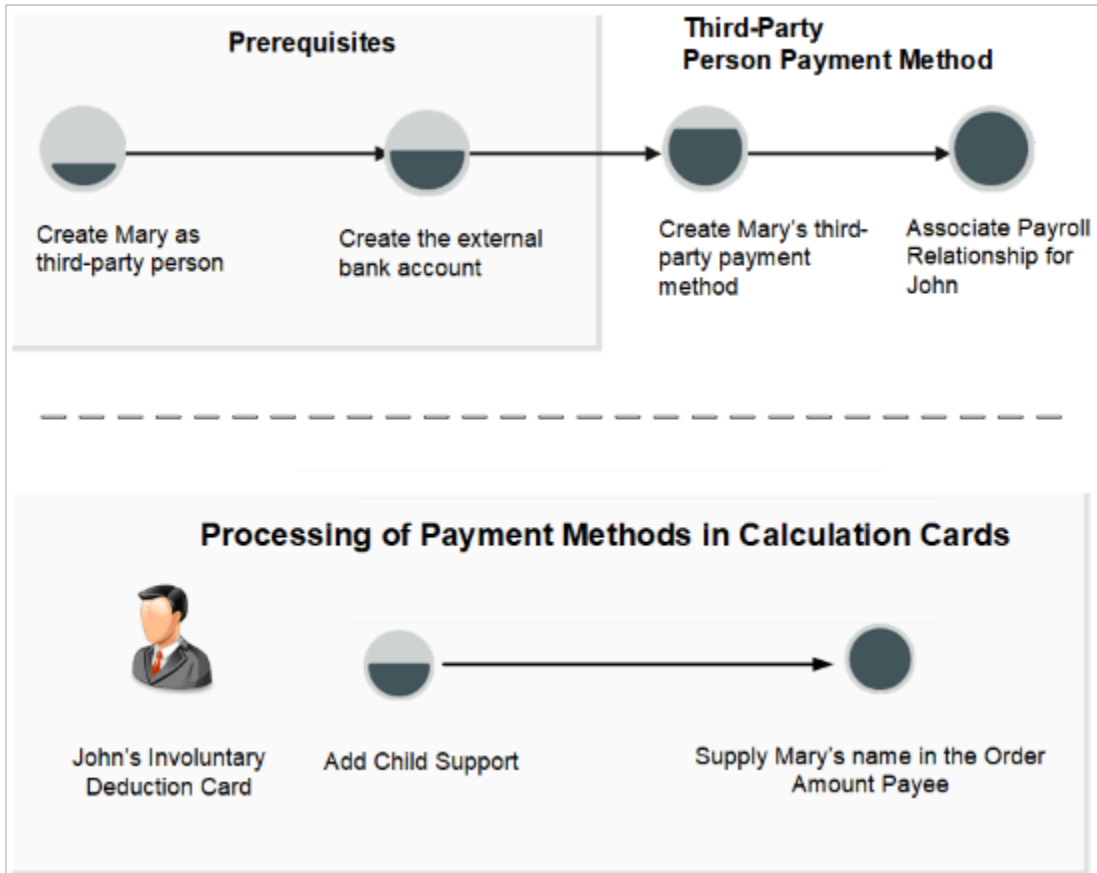 Prerequisites
Third-Party
Person Payment Method
Create Mary as
third-party person
Create the external
bank account
Create Mary's third-
party payment
method
Associate Payroll
Relationship for
John
Processing of Payment Methods in Calculation Cards
John's Involuntary
Deduction Card
Add Child Support
Supply Mary's name in the Order
Amount Payee